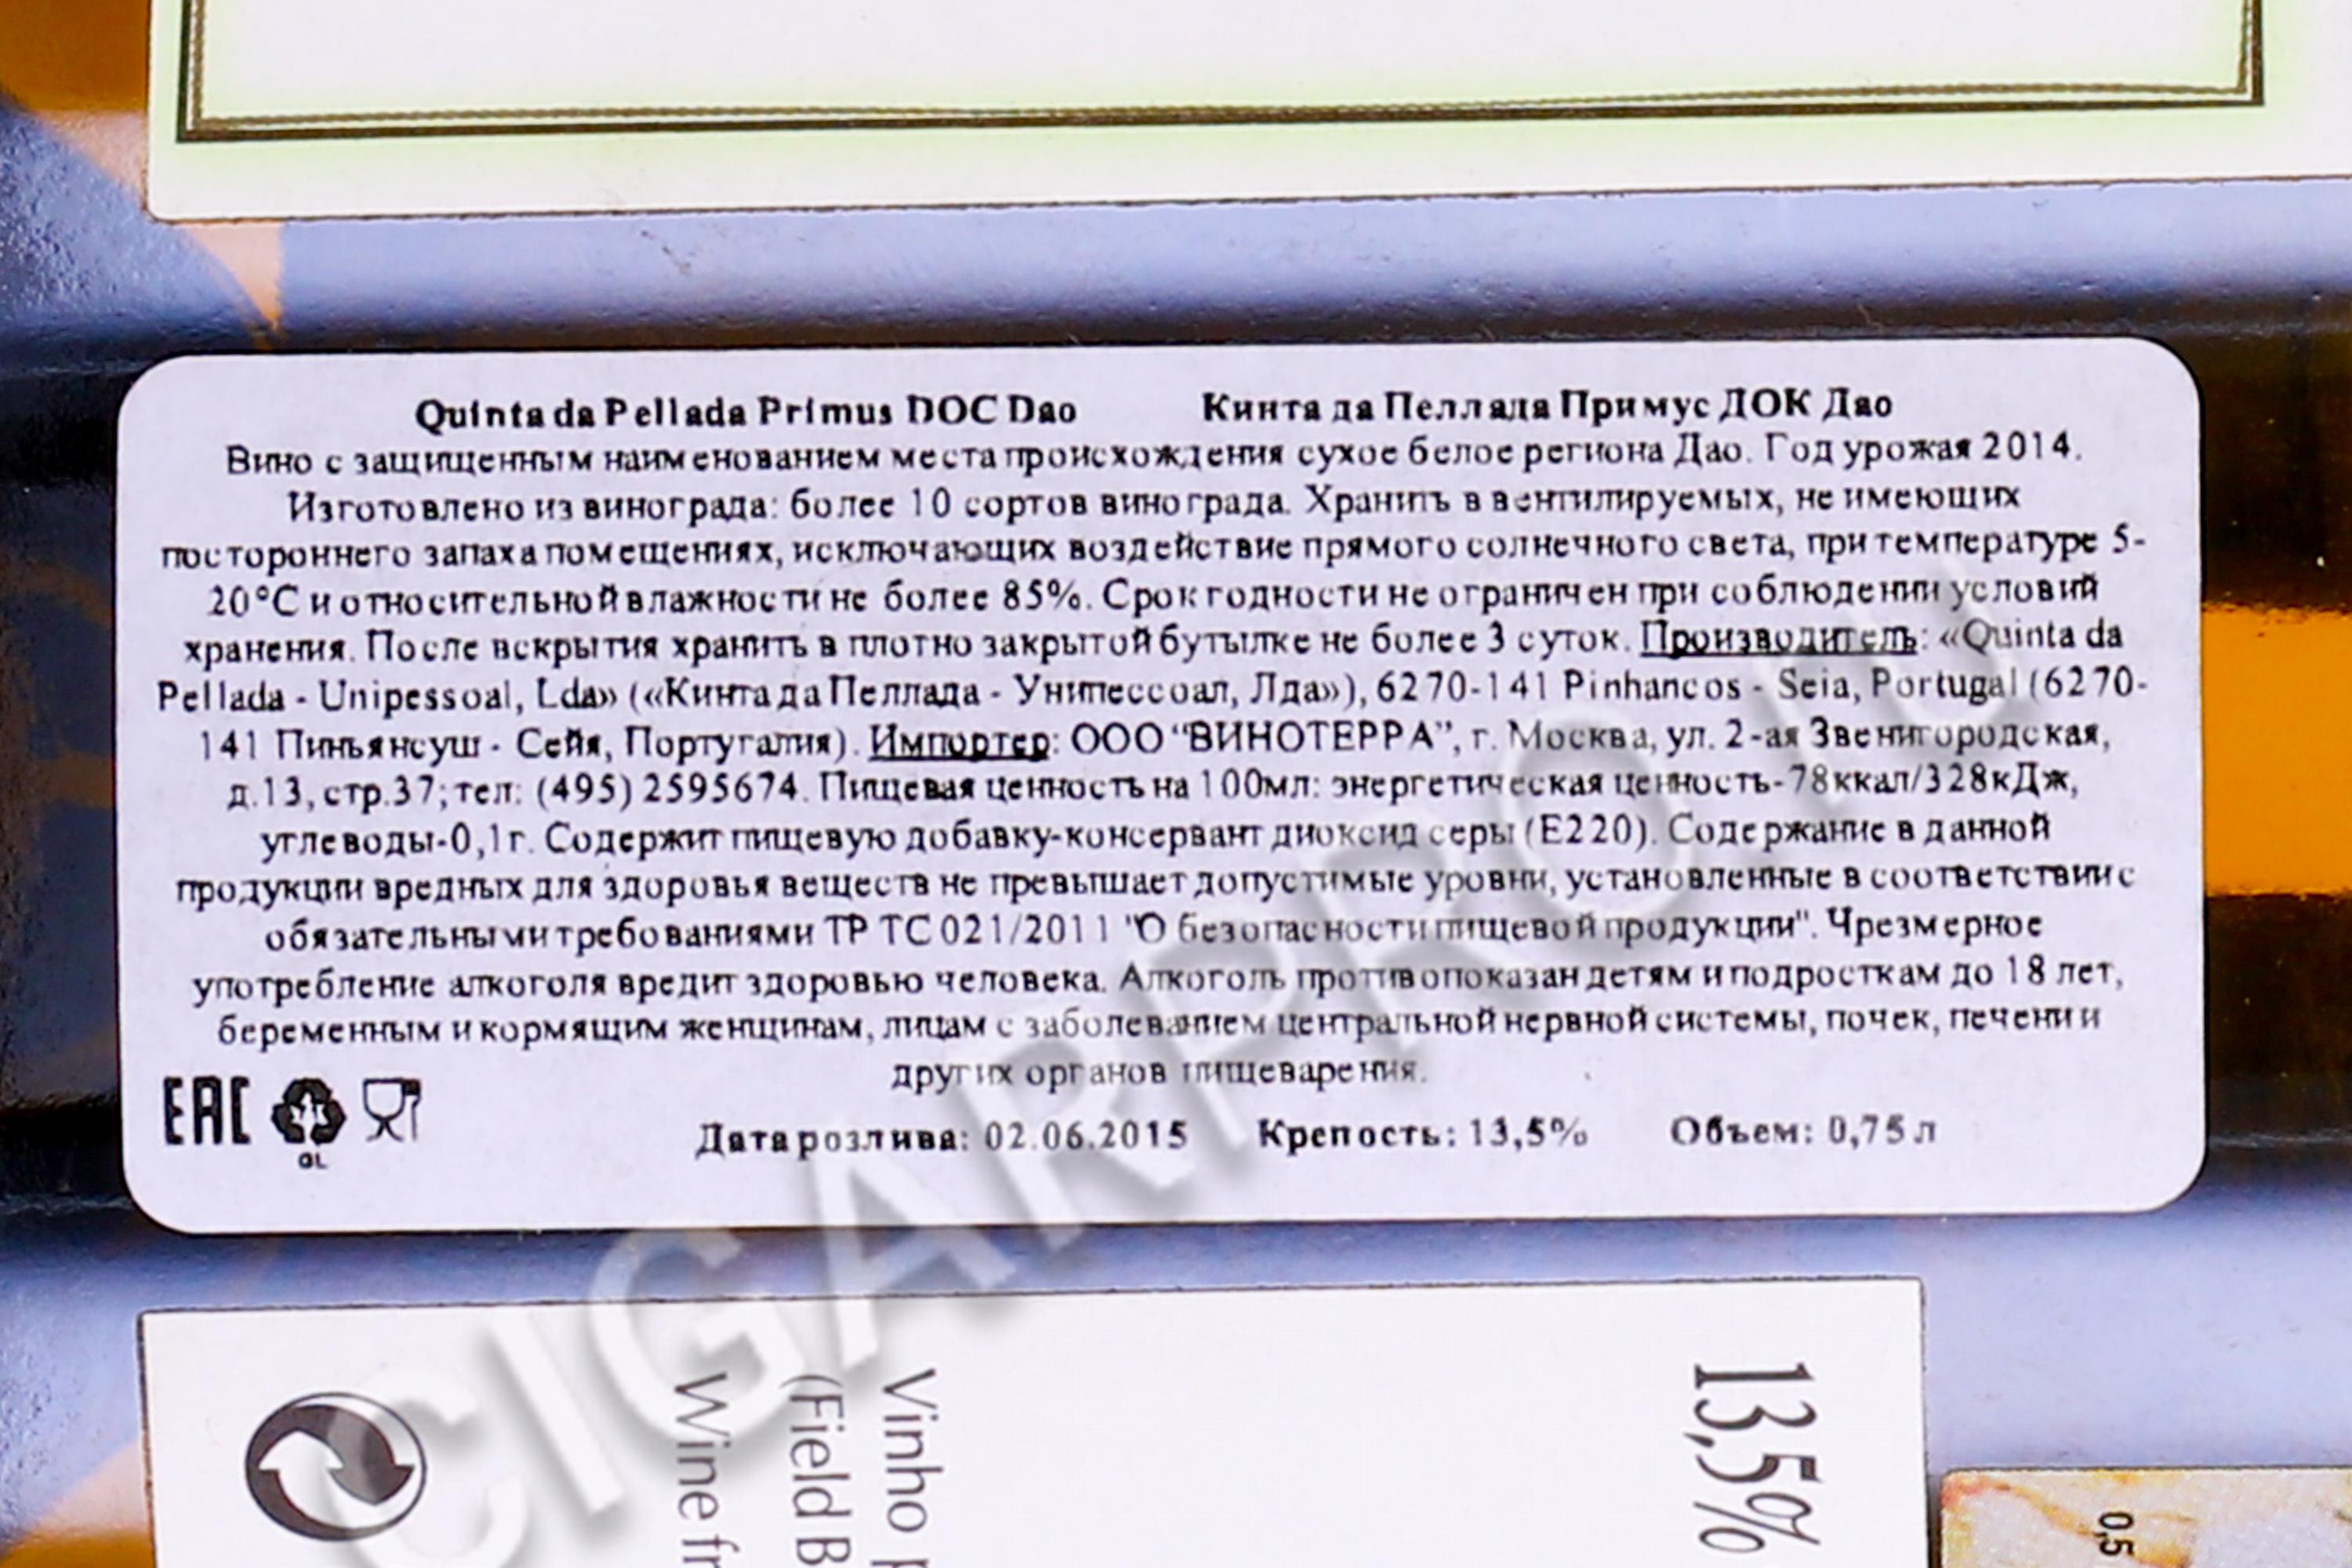 Quinta da Pellada Primus DOC Dao Кинта да Пеллада Примус ДОК Дао
Вино с защищенным наименованием места происхождения сухое белое региона Дао. Год урожая 2014.
Изготовлено из винограда: более 10 сортов винограда. Хранить в вентилируемых, не имеющих
постороннего запаха помещениях, исключающих воздействие прямого солнечного света, при температуре 5-
20°С и относительной влажности не более 85%. Срок годности не ограничен при соблюдении условий
хранения. После вскрытия хранить в плотно закрытой бутылке не более 3 суток. Производитель: «Quinta da
Pellada - Unipessoal, Lda» («Кинта да Пеллада - Унипессоал, Лда»), 6270-141 Pinhancos - Seia, Portugal (6270-
141 Пиньянсуш - Сейя, Португалия). Импортер: ООО "ВИНОТЕРРА", г. Москва, ул. 2-ая Звенигородская,
д.13, стр.37; тел: (495) 2595674. Пищевая ценность на 100мл: энергетическая ценность-78ккал/328кДж,
углеводы-0,1г. Содержит пищевую добавку-консервант диоксид серы (Е220). Содержание в данной
продукции вредных для здоровья веществ не превышает допустимые уровни, установленные в соответствии с
обязательными требованиями ТР ТС 021/2011 "О безопасности пищевой продукции". Чрезмерное
употребление алкоголя вредит здоровью человека. Алкоголь противопоказан детям и подросткам до 18 лет,
беременным и кормящим женщинам, лицам с заболеванием центральной нервной системы, почек, печени и
других органов пищеварения.
EAC
GL
Дата розлива: 02.06.2015 Крепость: 13,5% Объем: 0,75 л
13,5%
Vinho
(Field B
Wine fr
0,5
CIGARPRO.RU